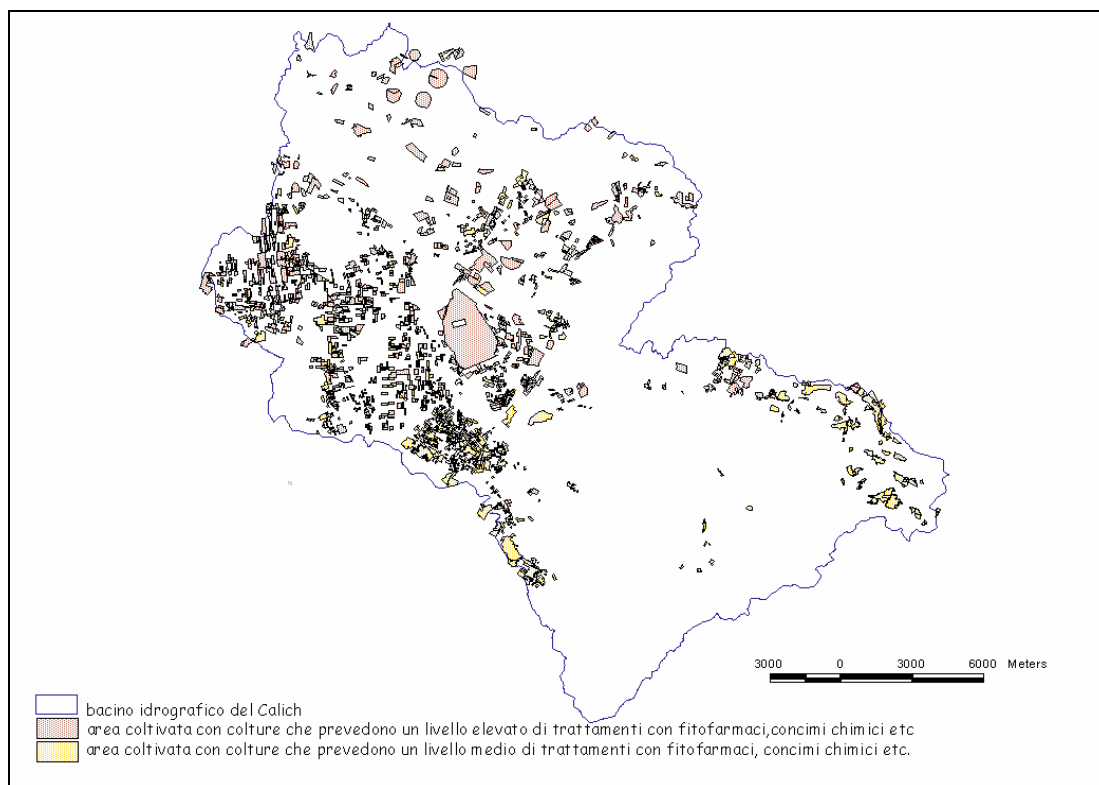 3000 0 3000 6000 Meters
bacino idrografico del Calich
area coltivata con colture che prevedono un livello elevato di trattamenti con fitofarmaci,concimi chimici etc
area coltivata con colture che prevedono un livello medio di trattamenti con fitofarmaci, concimi chimici etc.